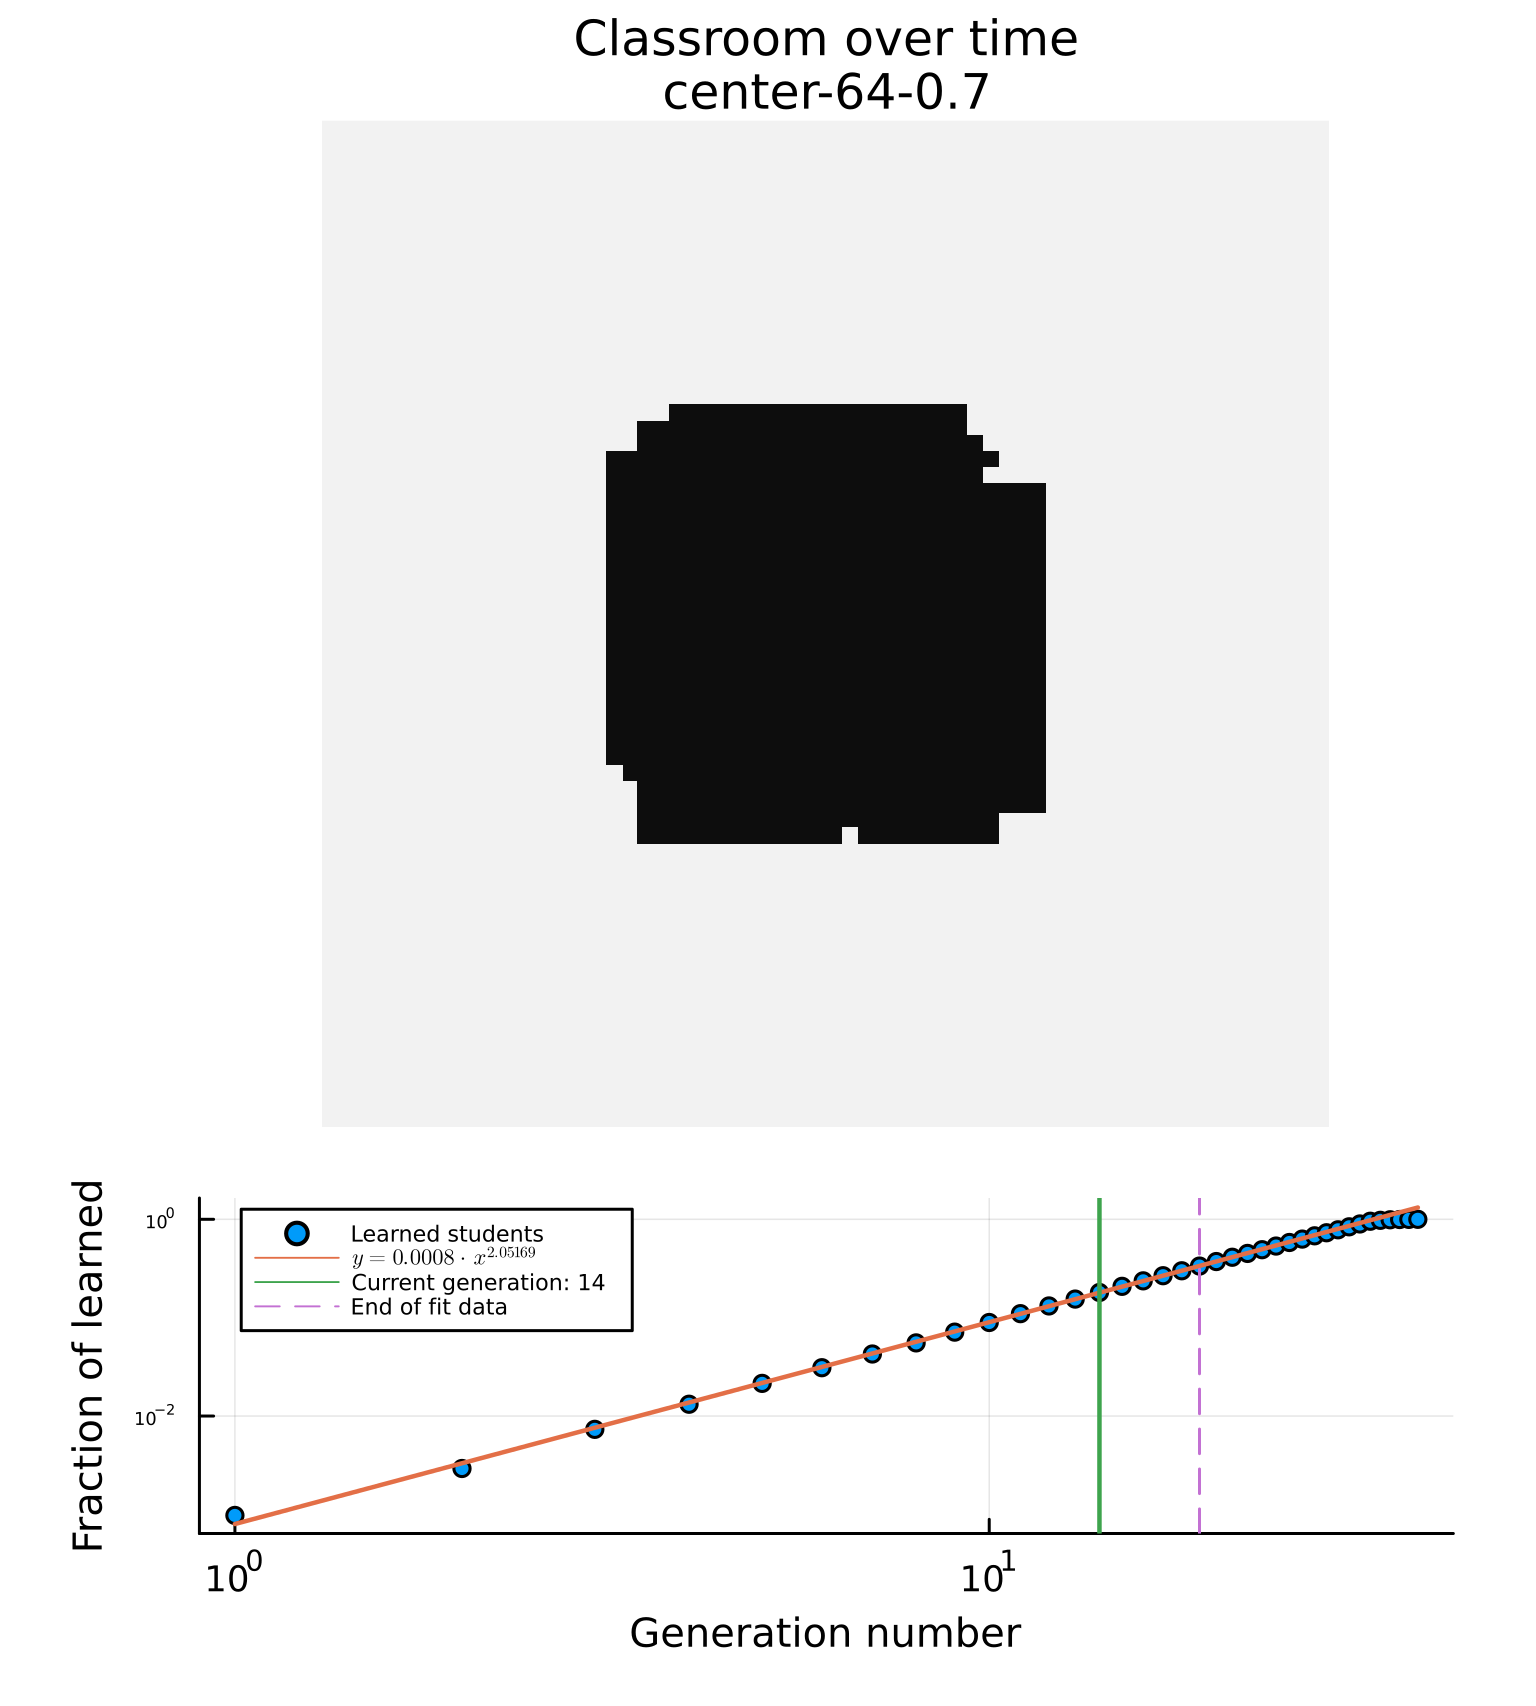 Classroom over time
center-64-0.7
Fraction of learned
10^0
10^-2
Learned students
y = 0.0008 · x^2.05169
Current generation: 14
End of fit data
10^0
10^1
Generation number